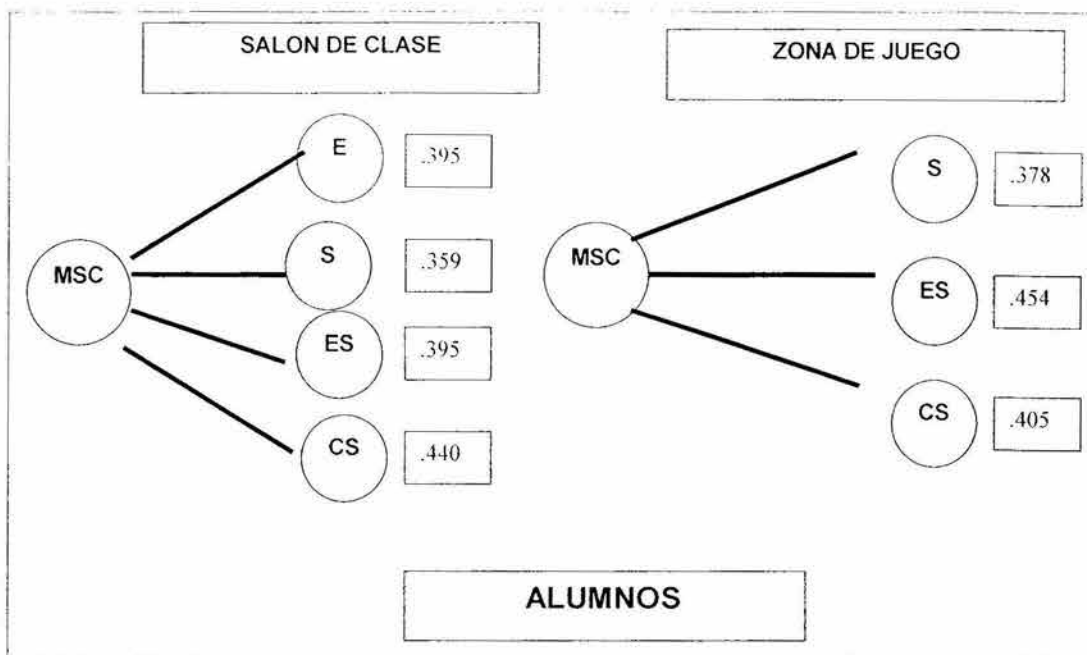 SALON DE CLASE
ZONA DE JUEGO
MSC
E
.395
S
.359
ES
.395
CS
.440
MSC
S
.378
ES
.454
CS
.405
ALUMNOS